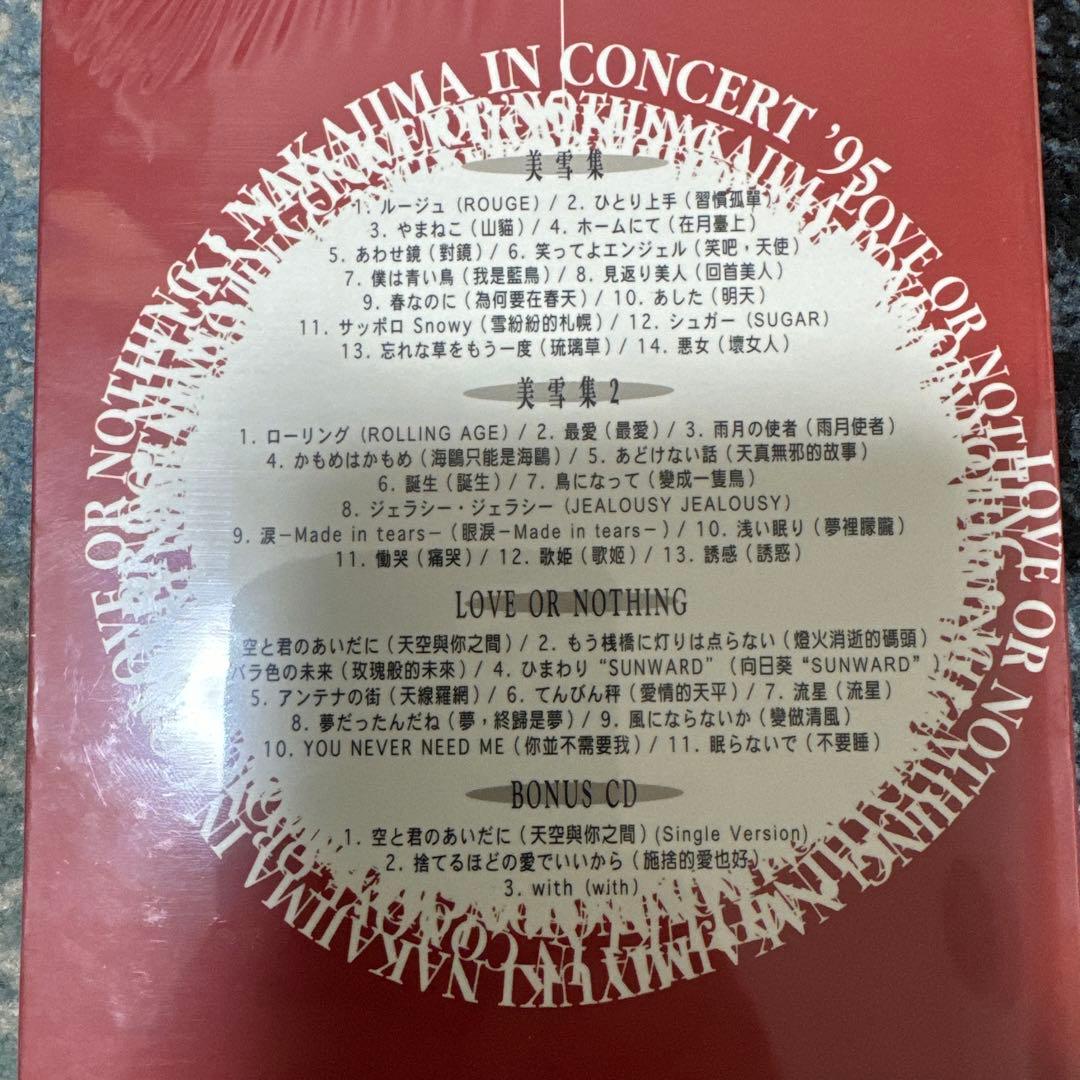 NAKAJIMA IN CONCERT '95
LOVE OR NOTHING
LOVE OR NOTHING
美雪集
1. ルージュ (ROUGE) / 2. ひとり上手 (習慣孤單)
3. やまねこ (山貓) / 4. ホームにて (在月臺上)
5. あわせ鏡 (對鏡) / 6. 笑ってよエンジェル (笑吧，天使)
7. 僕は青い鳥 (我是藍鳥) / 8. 見返り美人 (回首美人)
9. 春なのに (為何要在春天) / 10. あした (明天)
11. サッポロ Snowy (雪紛紛的札幌) / 12. シュガー (SUGAR)
13. 忘れな草をもう一度 (琉璃草) / 14. 悪女 (壞女人)
美雪集 2
1. ローリング (ROLLING AGE) / 2. 最愛 (最愛) / 3. 雨月の使者 (雨月使者)
4. かもめはかもめ (海鷗只能是海鷗) / 5. あどけない話 (天真無邪的故事)
6. 誕生 (誕生) / 7. 鳥になって (變成一隻鳥)
8. ジェラシー・ジェラシー (JEALOUSY JEALOUSY)
9. 涙－Made in tears－ (眼淚－Made in tears－) / 10. 浅い眠り (夢裡朦朧)
11. 慟哭 (痛哭) / 12. 歌姫 (歌姬) / 13. 誘惑 (誘惑)
LOVE OR NOTHING
空と君のあいだに (天空與你之間) / 2. もう桟橋に灯りは点らない (燈火消逝的碼頭)
バラ色の未来 (玫瑰般的未來) / 4. ひまわり “SUNWARD” (向日葵 “SUNWARD”)
5. アンテナの街 (天線羅網) / 6. てんびん秤 (愛情的天平) / 7. 流星 (流星)
8. 夢だったんだね (夢，終歸是夢) / 9. 風にならないか (變做清風)
10. YOU NEVER NEED ME (你並不需要我) / 11. 眠らないで (不要睡)
BONUS CD
1. 空と君のあいだに (天空與你之間) (Single Version)
2. 捨てるほどの愛でいいから (施捨的愛也好)
3. with (with)